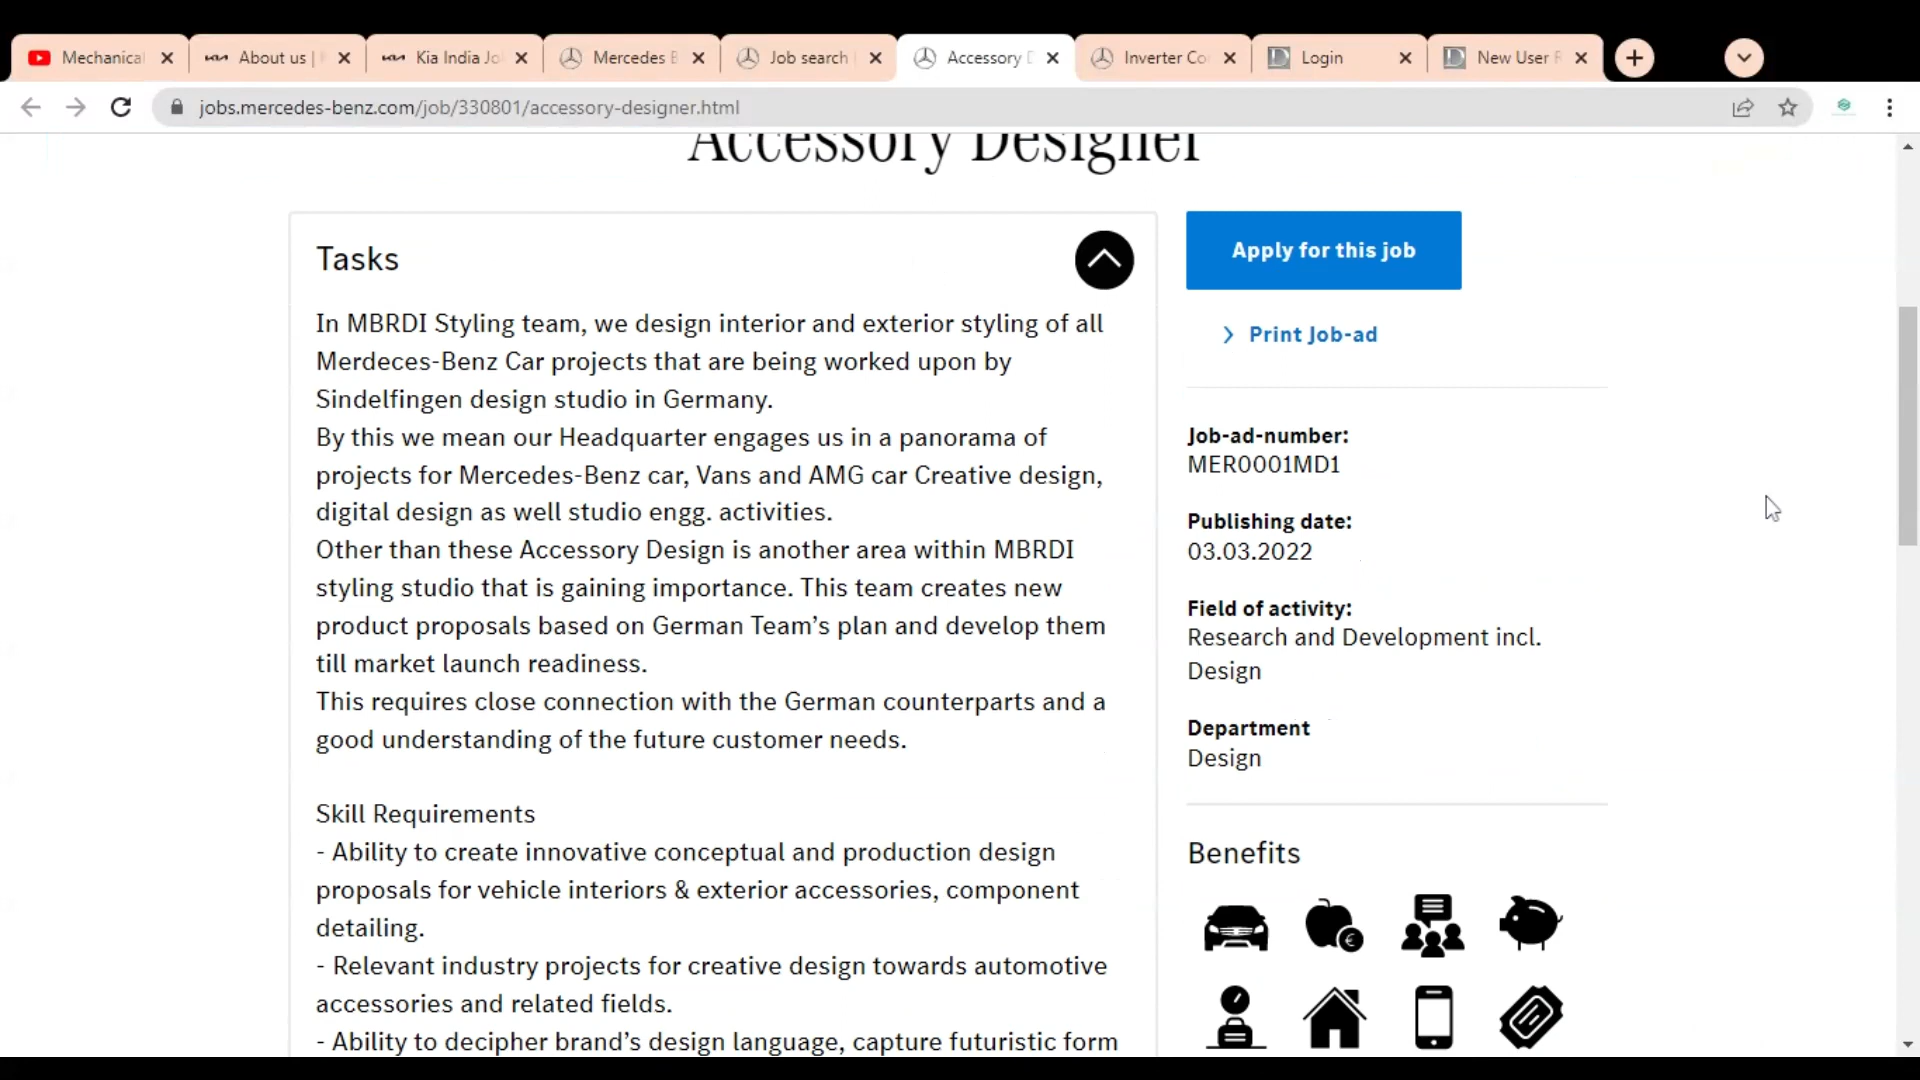 Mechanical
About us |
Kia India Jo
Mercedes B
Job search
Accessory D
Inverter Co
Login
New User R
jobs.mercedes-benz.com/job/330801/accessory-designer.html
Accessory Designer
Tasks
In MBRDI Styling team, we design interior and exterior styling of all
Merdeces-Benz Car projects that are being worked upon by
Sindelfingen design studio in Germany.
By this we mean our Headquarter engages us in a panorama of
projects for Mercedes-Benz car, Vans and AMG car Creative design,
digital design as well studio engg. activities.
Other than these Accessory Design is another area within MBRDI
styling studio that is gaining importance. This team creates new
product proposals based on German Team’s plan and develop them
till market launch readiness.
This requires close connection with the German counterparts and a
good understanding of the future customer needs.
Skill Requirements
- Ability to create innovative conceptual and production design
proposals for vehicle interiors & exterior accessories, component
detailing.
- Relevant industry projects for creative design towards automotive
accessories and related fields.
- Ability to decipher brand’s design language, capture futuristic form
Apply for this job
Print Job-ad
Job-ad-number:
MER0001MD1
Publishing date:
03.03.2022
Field of activity:
Research and Development incl.
Design
Department
Design
Benefits